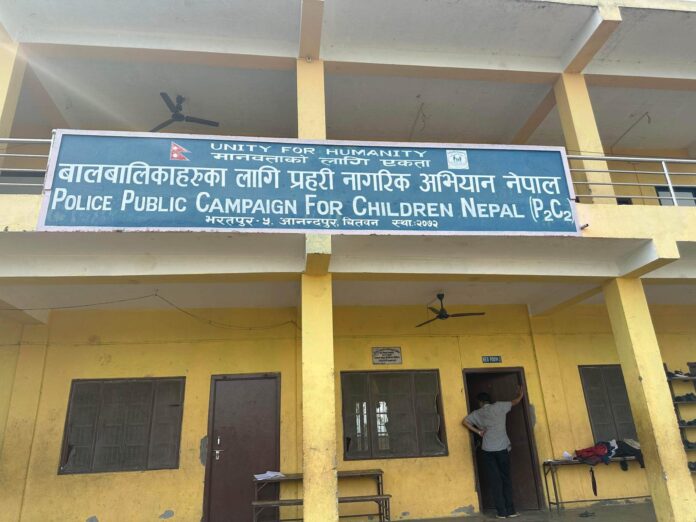 UNITY FOR HUMANITY
मानवताको लागि एकता
बालबालिकाहरुका लागि प्रहरी नागरिक अभियान नेपाल
POLICE PUBLIC CAMPAIGN FOR CHILDREN NEPAL (P₂C₂)
भरतपुर - ५, आनन्दपुर, चितवन स्था:२०७२